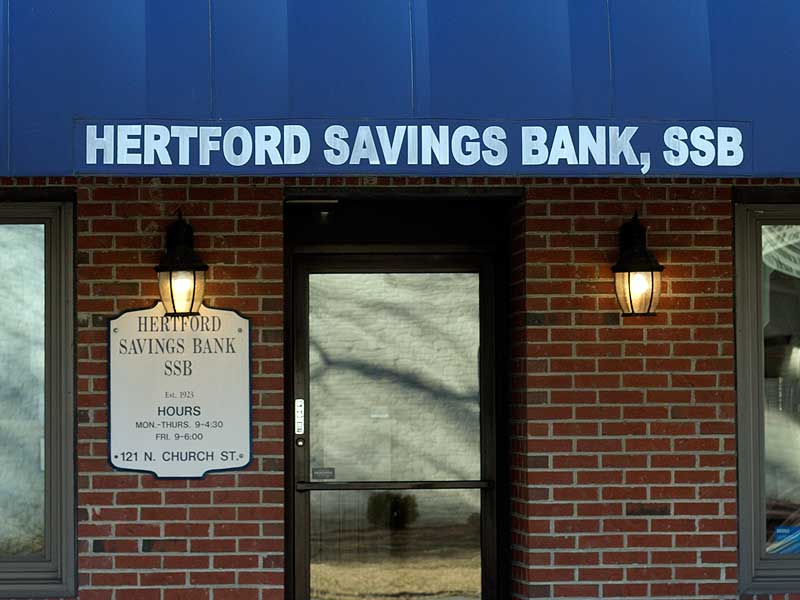 HERTFORD SAVINGS BANK, SSB
HERTFORD
SAVINGS BANK
SSB
EST. 1923
HOURS
MON.-THURS. 9-4:30
FRI. 9-6:00
121 N. CHURCH ST.